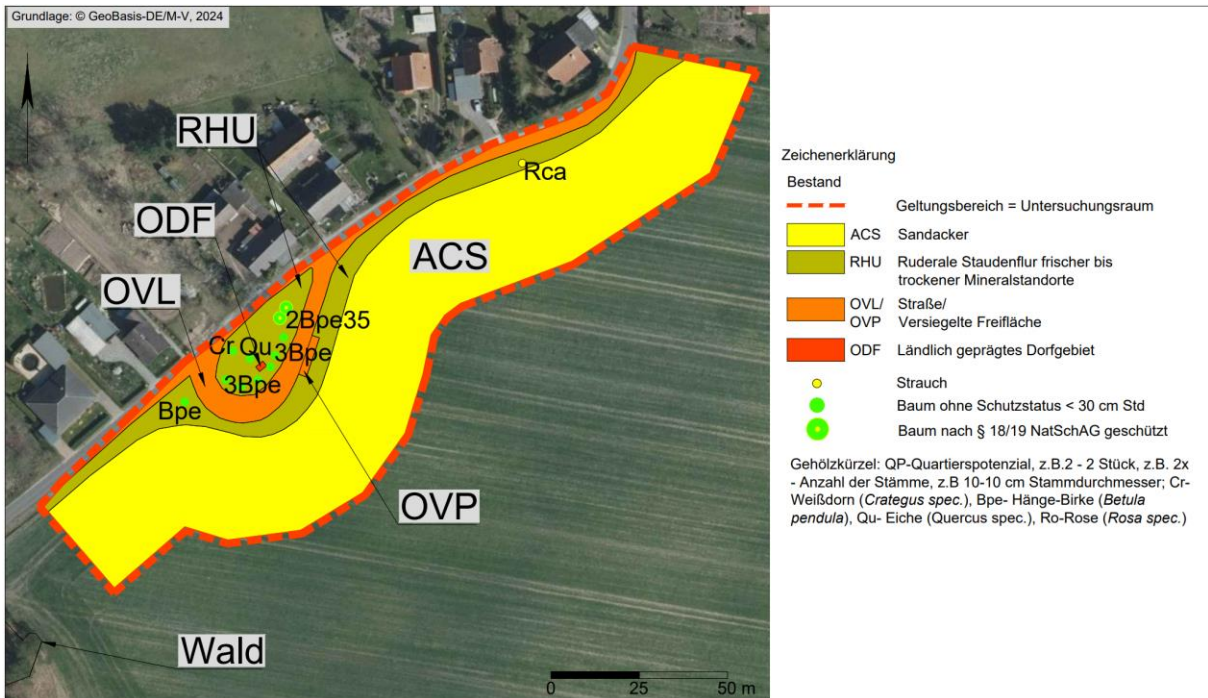 Grundlage: © GeoBasis-DE/M-V, 2024
RHU
Rca
ODF
ACS
OVL
2Bpe35
Cr Qu
3Bpe
3Bpe
Bpe
OVP
Wald
0 25 50 m
Zeichenerklärung
Bestand
Geltungsbereich = Untersuchungsraum
ACS Sandacker
RHU Ruderale Staudenflur frischer bis
trockener Mineralstandorte
OVL/ Straße/
OVP Versiegelte Freifläche
ODF Ländlich geprägtes Dorfgebiet
Strauch
Baum ohne Schutzstatus < 30 cm Std
Baum nach § 18/19 NatSchAG geschützt
Gehölzkürzel: QP-Quartierspotenzial, z.B.2 - 2 Stück, z.B. 2x
- Anzahl der Stämme, z.B 10-10 cm Stammdurchmesser; Cr-
Weißdorn (Crategus spec.), Bpe- Hänge-Birke (Betula
pendula), Qu- Eiche (Quercus spec.), Ro-Rose (Rosa spec.)